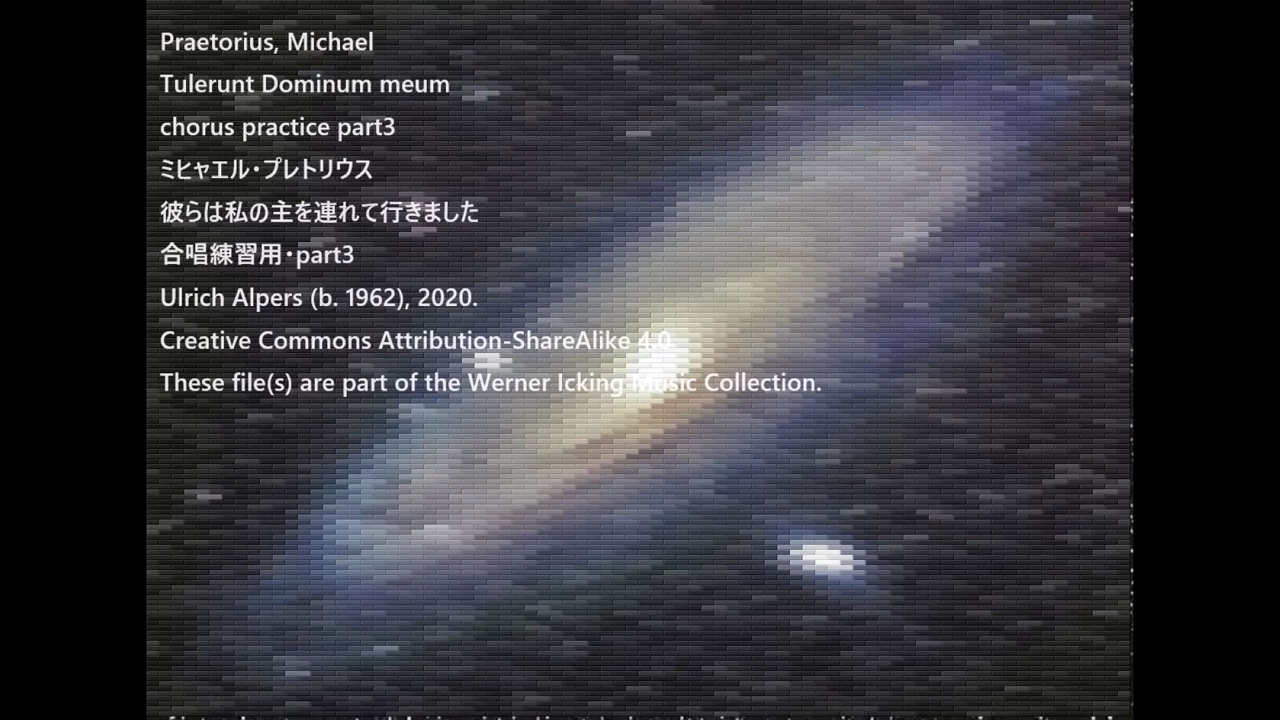 Praetorius, Michael
Tulerunt Dominum meum
chorus practice part3
ミヒャエル・プレトリウス
彼らは私の主を連れて行きました
合唱練習用・part3
Ulrich Alpers (b. 1962), 2020.
Creative Commons Attribution-ShareAlike 4.0.
These file(s) are part of the Werner Icking Music Collection.